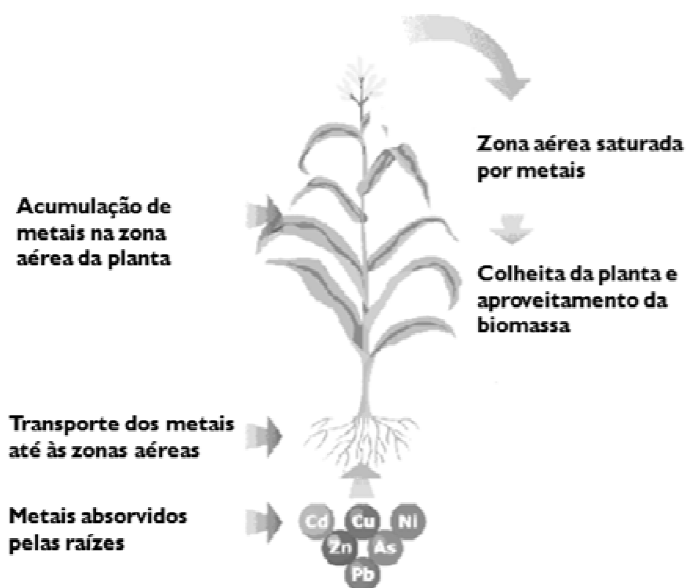 Zona aérea saturada
por metais
Acumulação de
metais na zona
aérea da planta
Colheita da planta e
aproveitamento da
biomassa
Transporte dos metais
até às zonas aéreas
Metais absorvidos
pelas raízes
Cd Cu Ni
Zn As
Pb